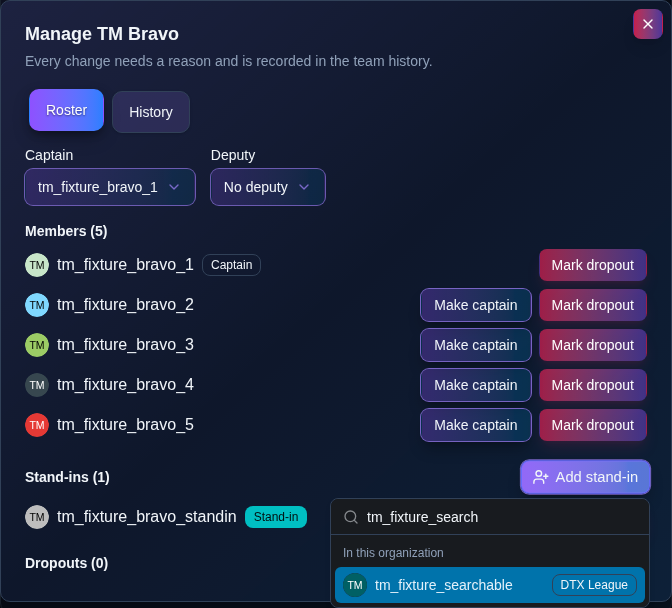 Manage TM Bravo
Every change needs a reason and is recorded in the team history.
Roster History
Captain Deputy
tm_fixture_bravo_1 No deputy
Members (5)
TM tm_fixture_bravo_1 Captain Mark dropout
TM tm_fixture_bravo_2 Make captain Mark dropout
TM tm_fixture_bravo_3 Make captain Mark dropout
TM tm_fixture_bravo_4 Make captain Mark dropout
TM tm_fixture_bravo_5 Make captain Mark dropout
Stand-ins (1) Add stand-in
TM tm_fixture_bravo_standin Stand-in tm_fixture_search
In this organization
Dropouts (0)
TM tm_fixture_searchable DTX League